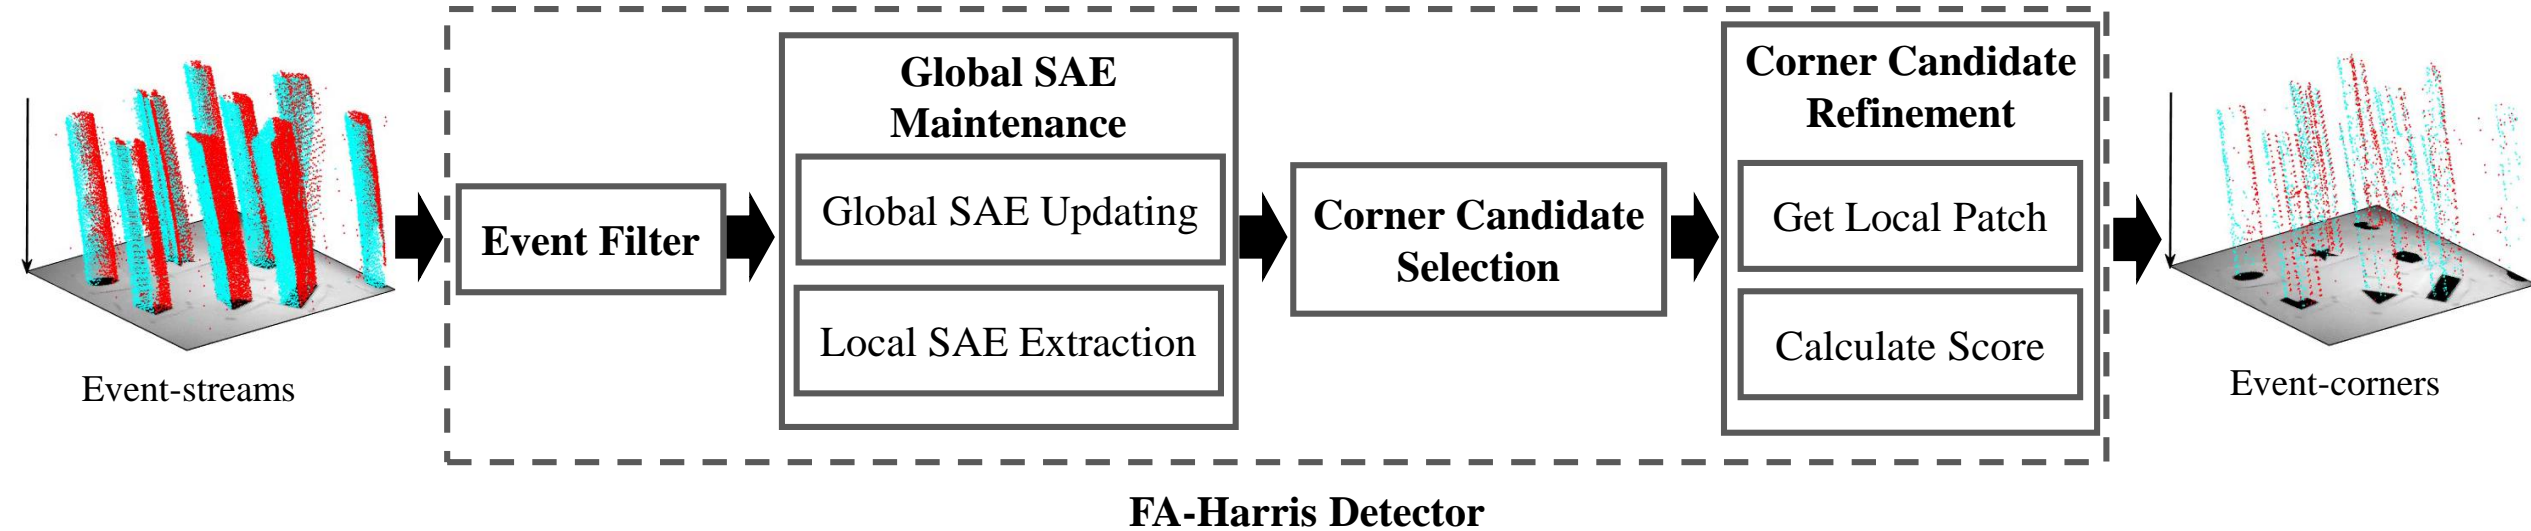 Event-streams
Event Filter
Global SAE
Maintenance
Global SAE Updating
Local SAE Extraction
Corner Candidate
Selection
Corner Candidate
Refinement
Get Local Patch
Calculate Score
Event-corners
FA-Harris Detector